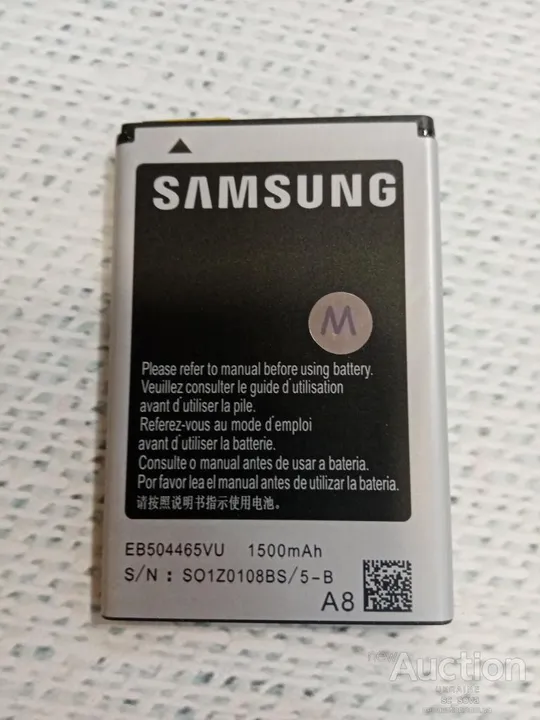 SAMSUNG
M
Please refer to manual before using battery.
Veuillez consulter le guide d'utilisation
avant d'utiliser la pile.
Referez-vous au mode d'emploi
avant d'utiliser la batterie.
Consulte o manual antes de usar a bateria.
Por favor lea el manual antes de utilizar la bateria.
请按照说明书指示使用电池。
EB504465VU 1500mAh
S/N : SO1Z0108BS/5-B
A8
new Auction
UKRAINE